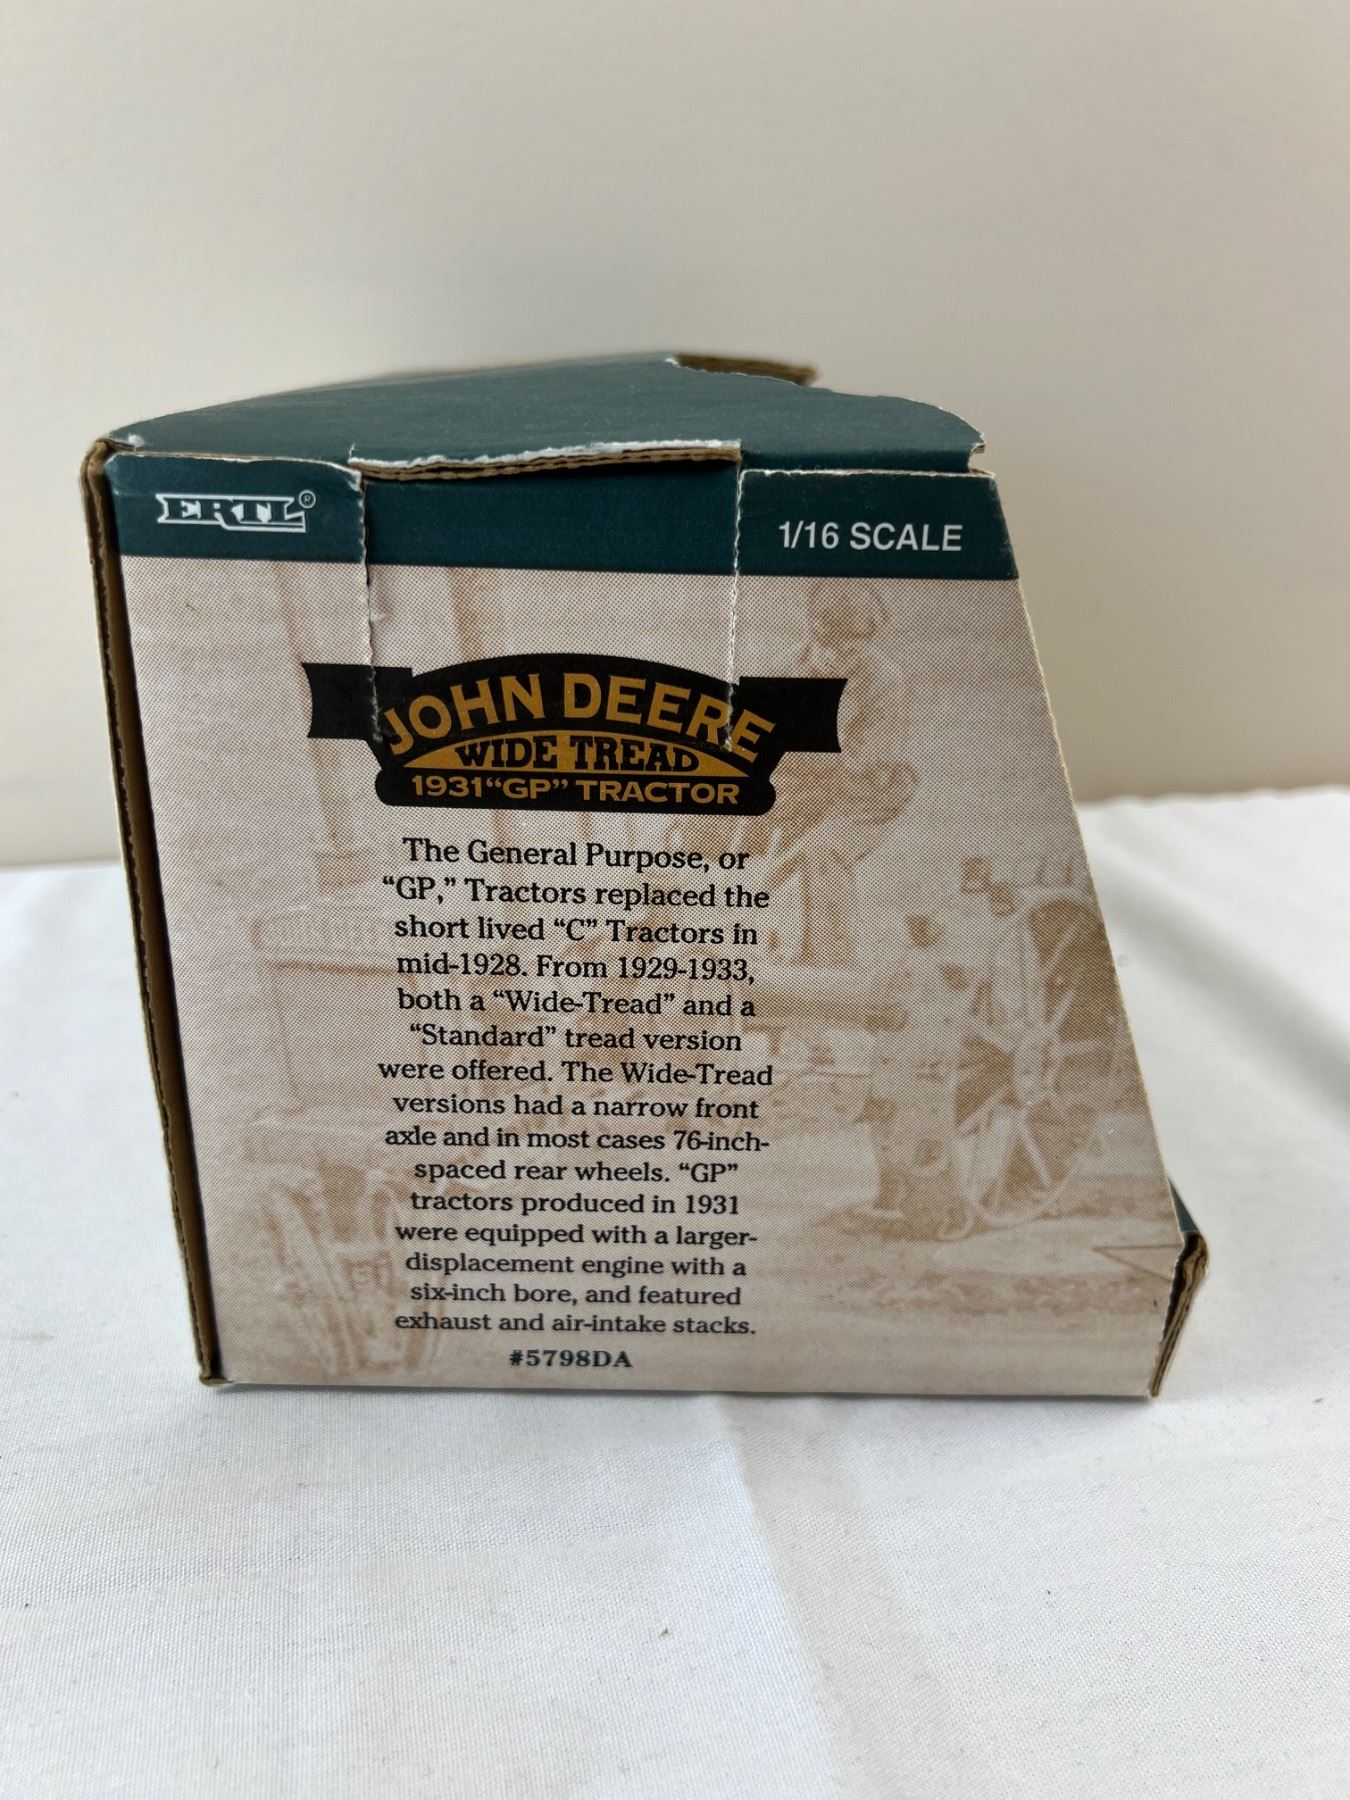 ERTL®
1/16 SCALE
JOHN DEERE
WIDE TREAD
1931 “GP” TRACTOR
The General Purpose, or
“GP,” Tractors replaced the
short lived “C” Tractors in
mid-1928. From 1929-1933,
both a “Wide-Tread” and a
“Standard” tread version
were offered. The Wide-Tread
versions had a narrow front
axle and in most cases 76-inch-
spaced rear wheels. “GP”
tractors produced in 1931
were equipped with a larger-
displacement engine with a
six-inch bore, and featured
exhaust and air-intake stacks.
#5798DA